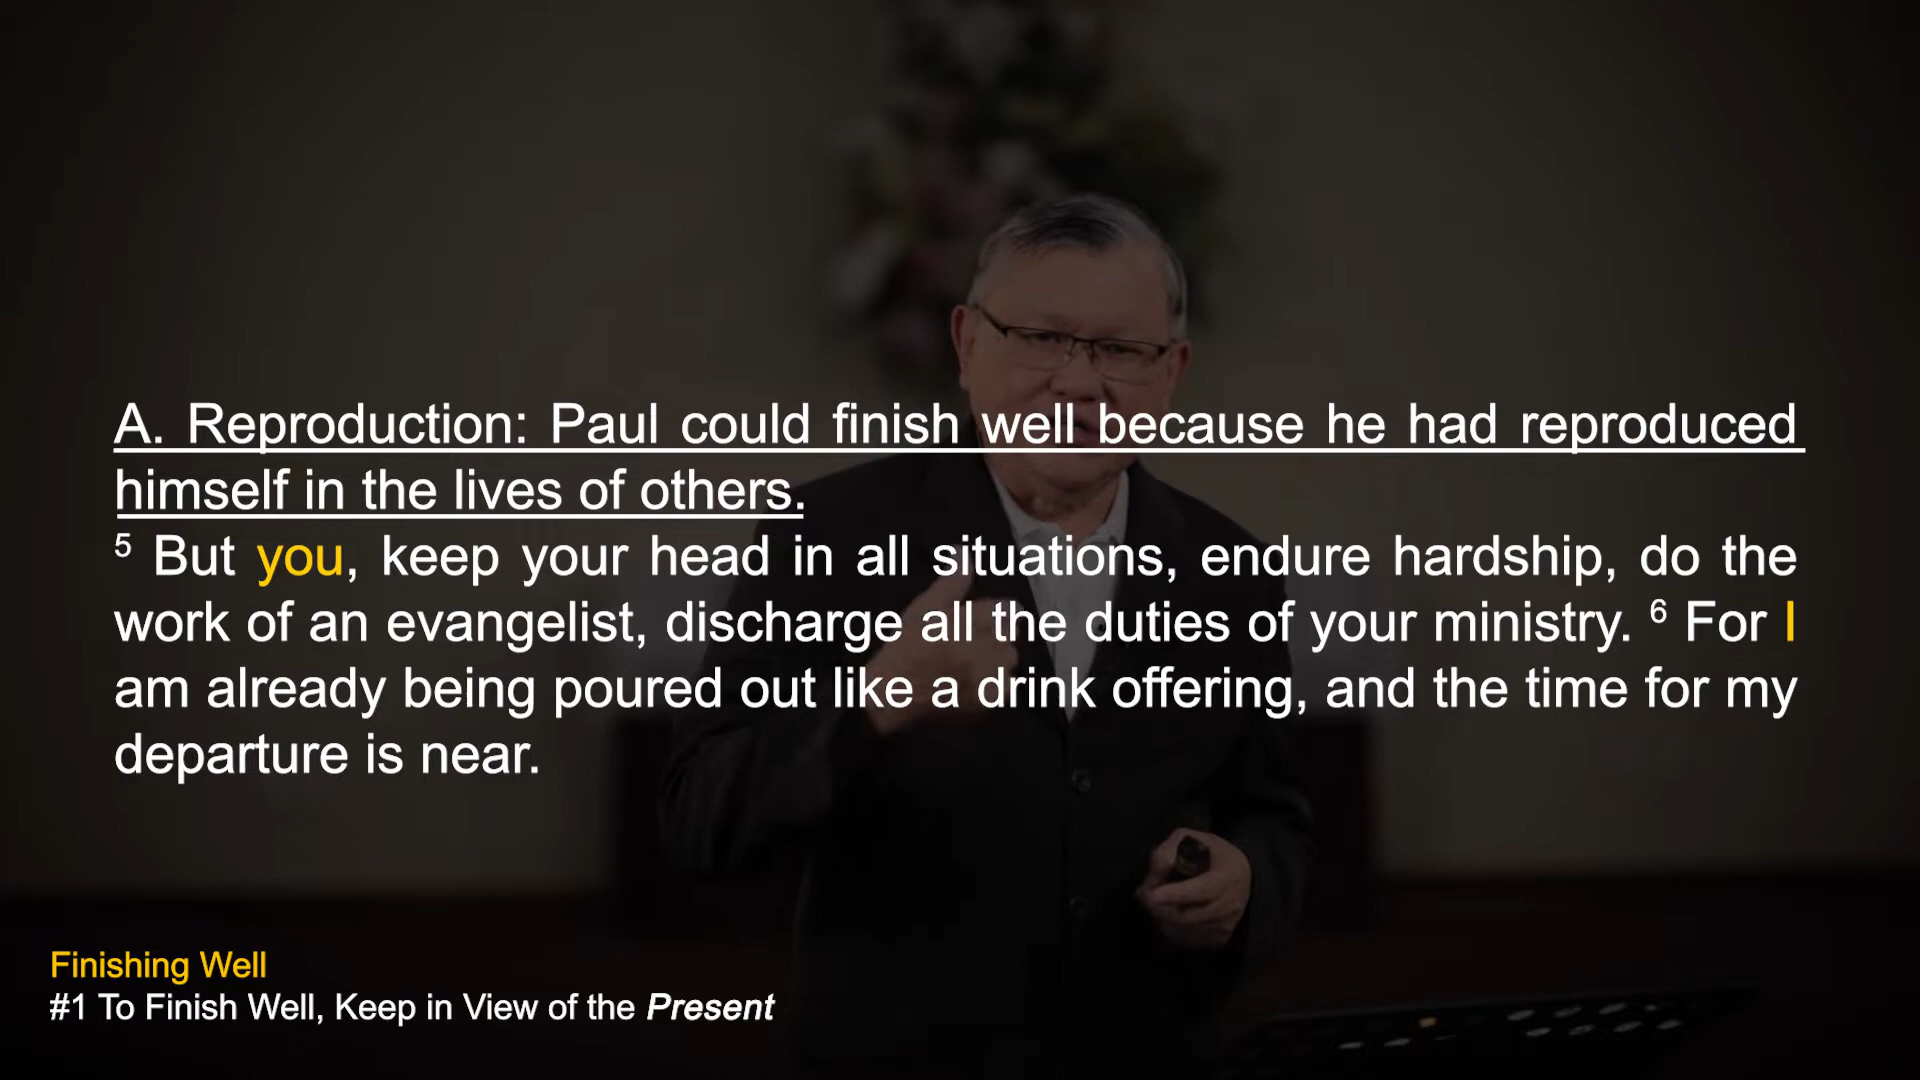 A. Reproduction: Paul could finish well because he had reproduced
himself in the lives of others.
⁵ But you, keep your head in all situations, endure hardship, do the
work of an evangelist, discharge all the duties of your ministry. ⁶ For I
am already being poured out like a drink offering, and the time for my
departure is near.
Finishing Well
#1 To Finish Well, Keep in View of the Present